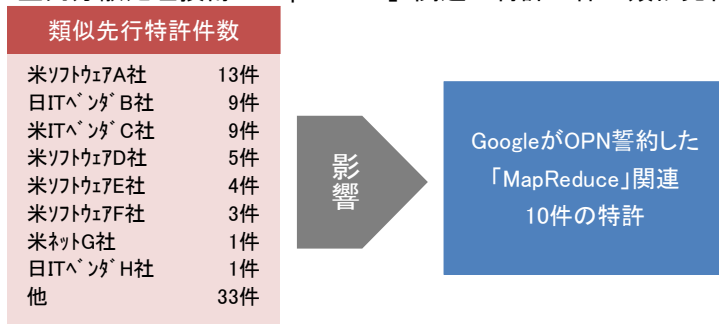 類似先行特許件数
米ソフトウェアA社 13件
日ITベンダB社 9件
米ITベンダC社 9件
米ソフトウェアD社 5件
米ソフトウェアE社 4件
米ソフトウェアF社 3件
米ネットG社 1件
日ITベンダH社 1件
他 33件
影響
GoogleがOPN誓約した
「MapReduce」関連
10件の特許